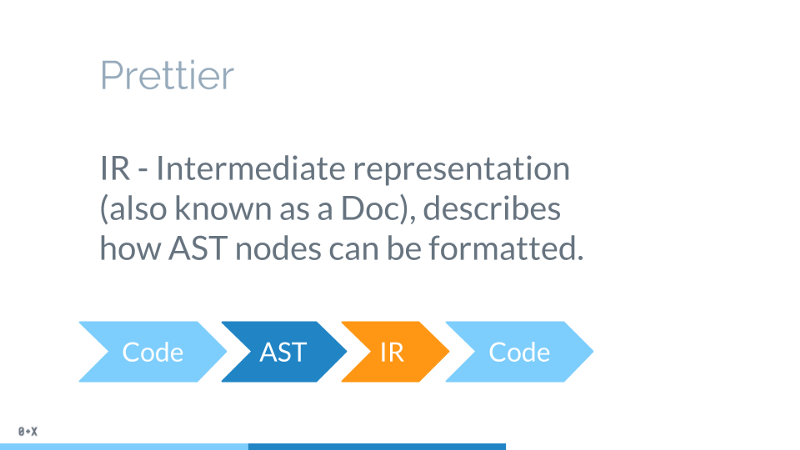 Prettier
IR - Intermediate representation
(also known as a Doc), describes
how AST nodes can be formatted.
Code AST IR Code
0+X